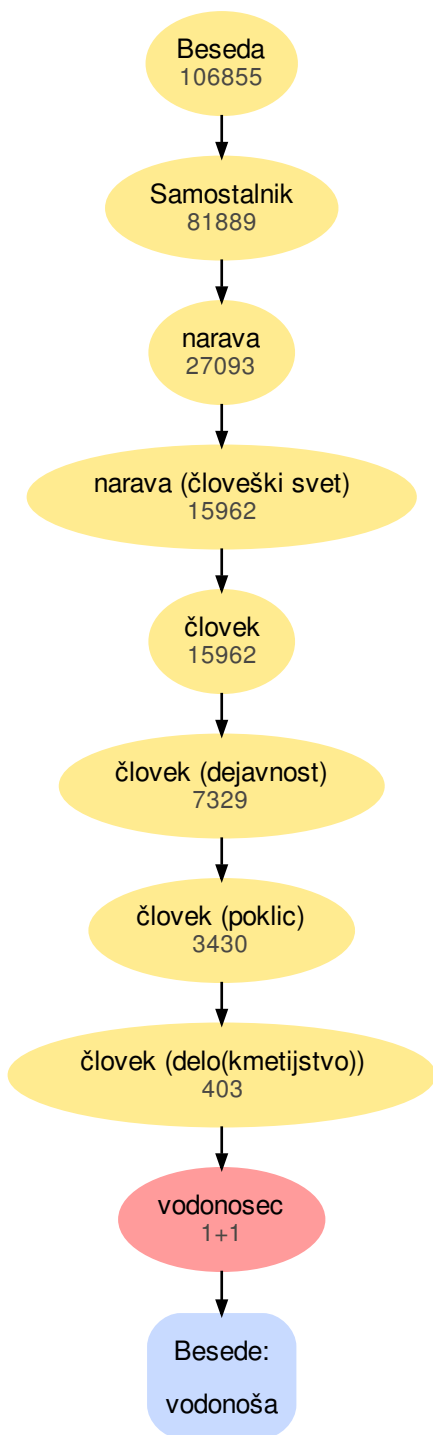 Beseda
106855
Samostalnik
81889
narava
27093
narava (človeški svet)
15962
človek
15962
človek (dejavnost)
7329
človek (poklic)
3430
človek (delo(kmetijstvo))
403
vodonosec
1+1
Besede:
vodonoša